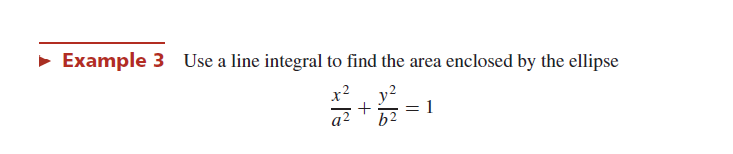 ► Example 3 Use a line integral to find the area enclosed by the ellipse
x²/a² + y²/b² = 1